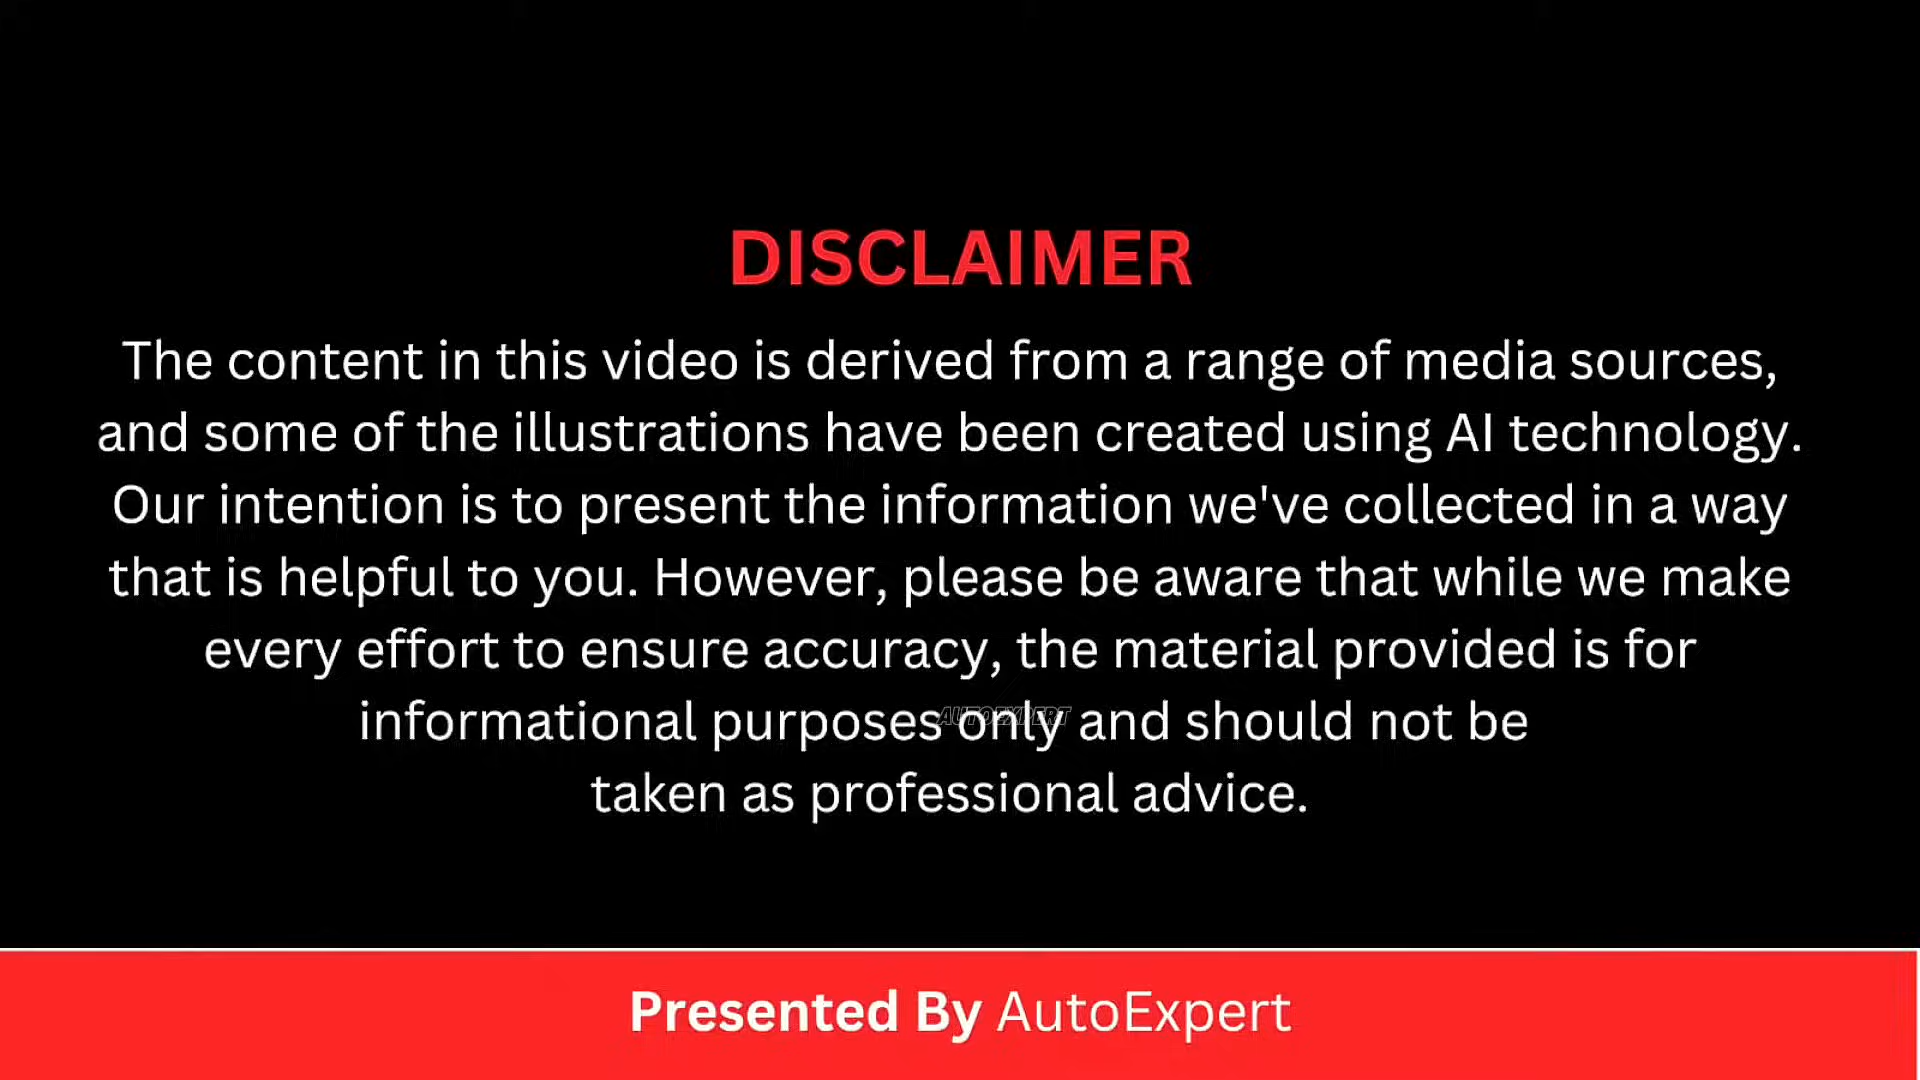 DISCLAIMER
The content in this video is derived from a range of media sources,
and some of the illustrations have been created using AI technology.
Our intention is to present the information we've collected in a way
that is helpful to you. However, please be aware that while we make
every effort to ensure accuracy, the material provided is for
informational purposes only and should not be
AUTOEXPERT
taken as professional advice.
Presented By AutoExpert